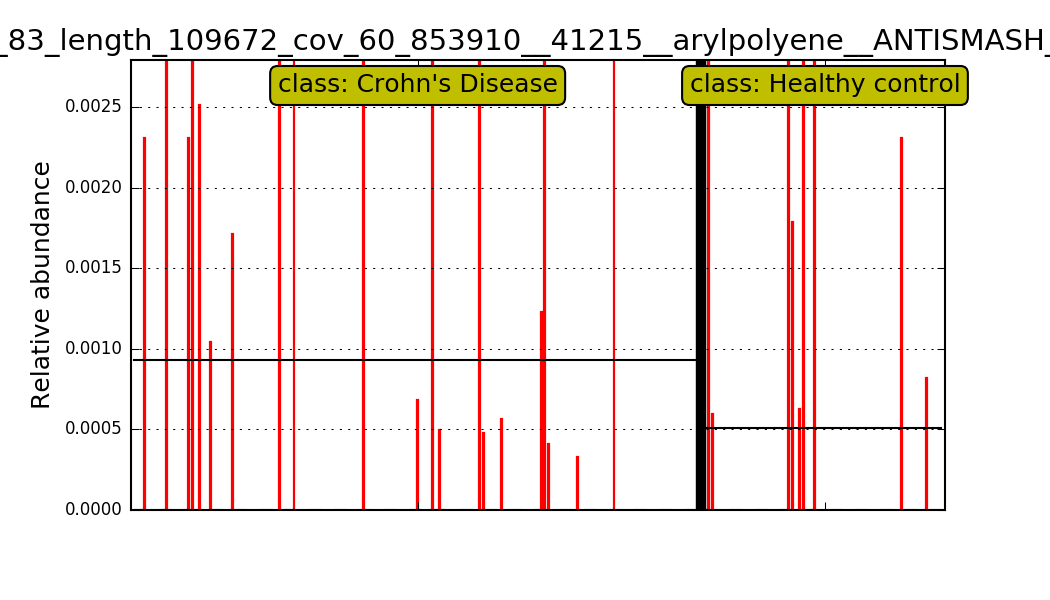 _83_length_109672_cov_60_853910__41215__arylpolyene__ANTISMASH_
class: Crohn's Disease
class: Healthy control
Relative abundance
0.0025
0.0020
0.0015
0.0010
0.0005
0.0000